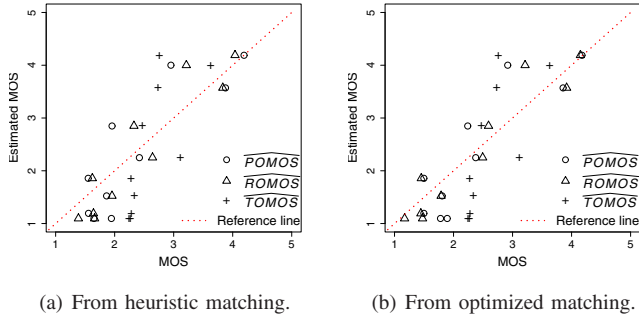 Estimated MOS
5
4
3
2
1
POMOS
ROMOS
TOMOS
Reference line
1 2 3 4 5
MOS
(a) From heuristic matching.
Estimated MOS
5
4
3
2
1
POMOS
ROMOS
TOMOS
Reference line
1 2 3 4 5
MOS
(b) From optimized matching.